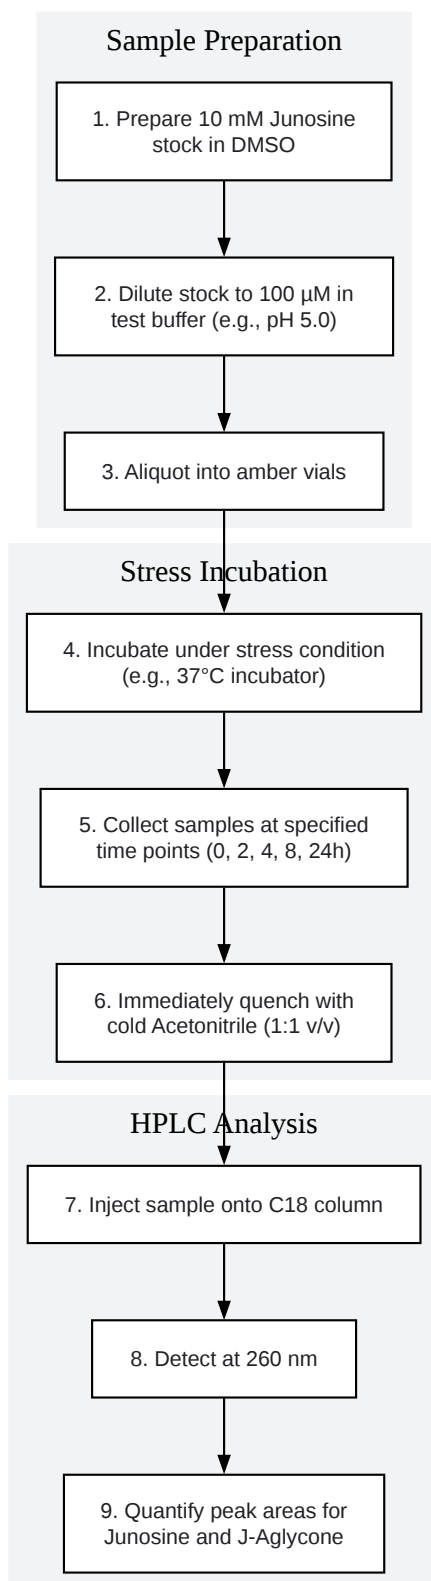 Sample Preparation
1. Prepare 10 mM Junosine
stock in DMSO
2. Dilute stock to 100 µM in
test buffer (e.g., pH 5.0)
3. Aliquot into amber vials
Stress Incubation
4. Incubate under stress condition
(e.g., 37°C incubator)
5. Collect samples at specified
time points (0, 2, 4, 8, 24h)
6. Immediately quench with
cold Acetonitrile (1:1 v/v)
HPLC Analysis
7. Inject sample onto C18 column
8. Detect at 260 nm
9. Quantify peak areas for
Junosine and J-Aglycone